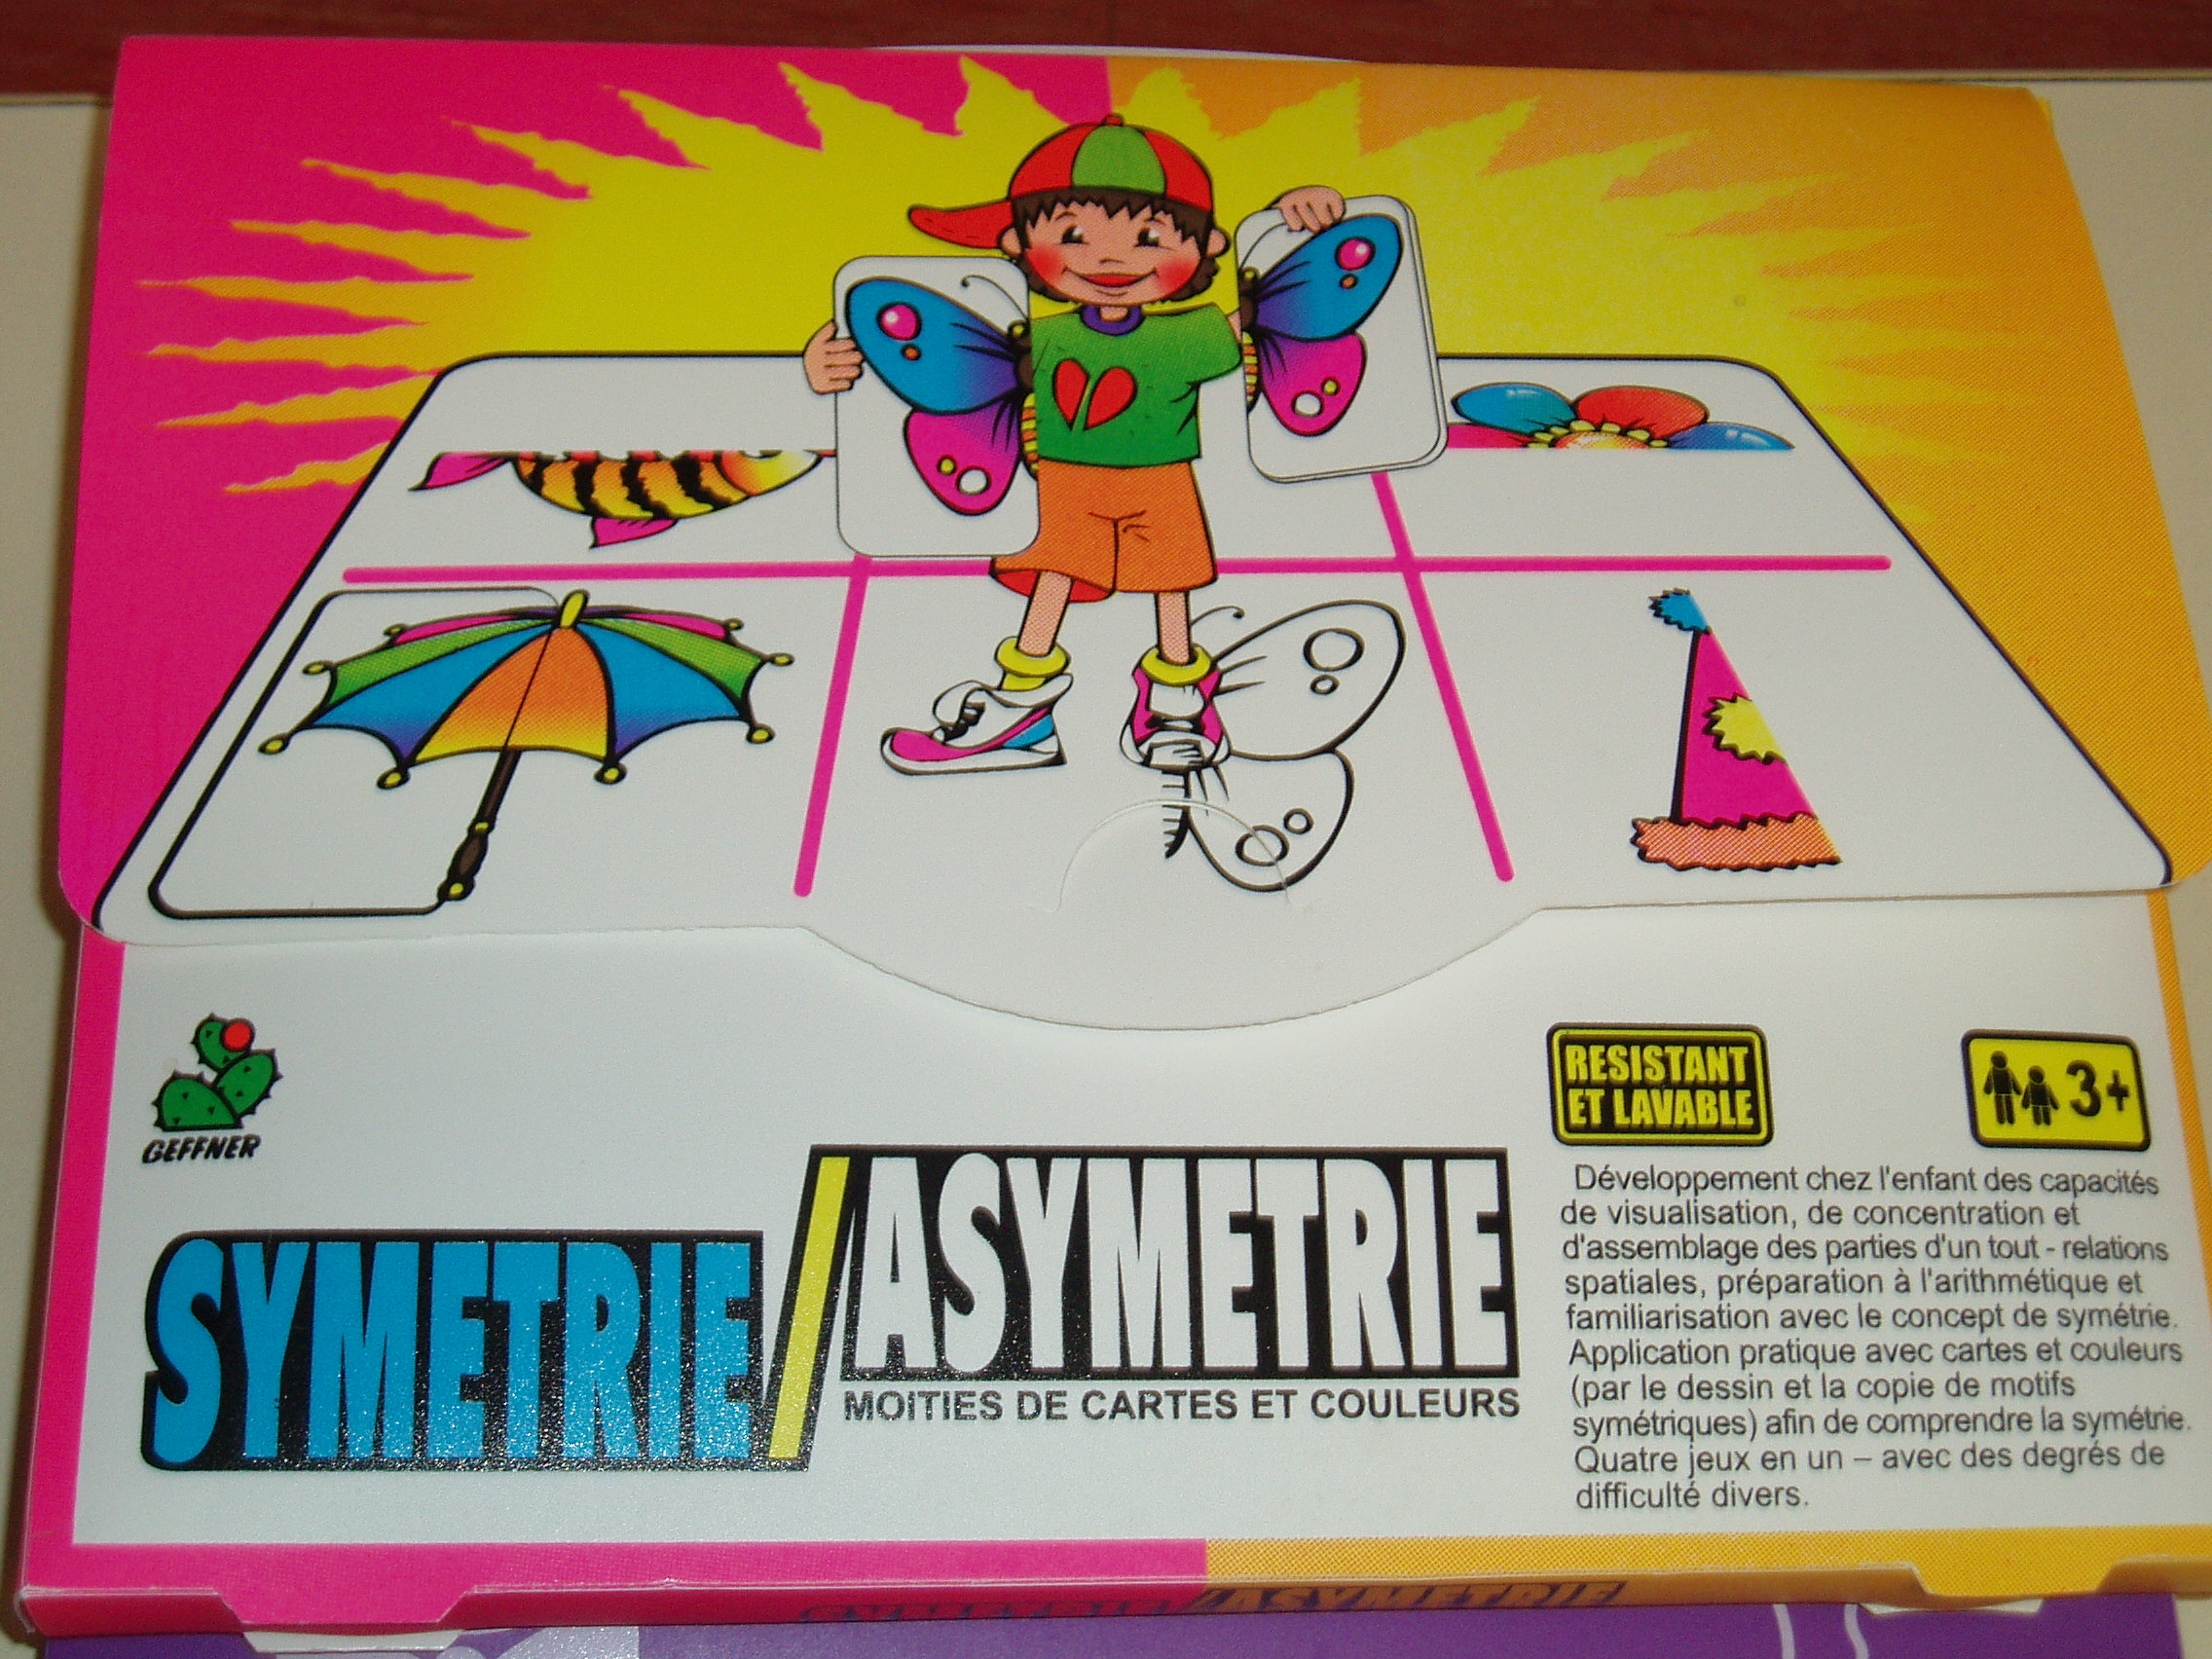 GEFFNER
RESISTANT
ET LAVABLE
3+
SYMETRIE/ASYMETRIE
MOITIES DE CARTES ET COULEURS
Développement chez l'enfant des capacités
de visualisation, de concentration et
d'assemblage des parties d'un tout - relations
spatiales, préparation à l'arithmétique et
familiarisation avec le concept de symétrie.
Application pratique avec cartes et couleurs
(par le dessin et la copie de motifs
symétriques) afin de comprendre la symétrie.
Quatre jeux en un – avec des degrés de
difficulté divers.
SYMETRIE/ASYMETRIE